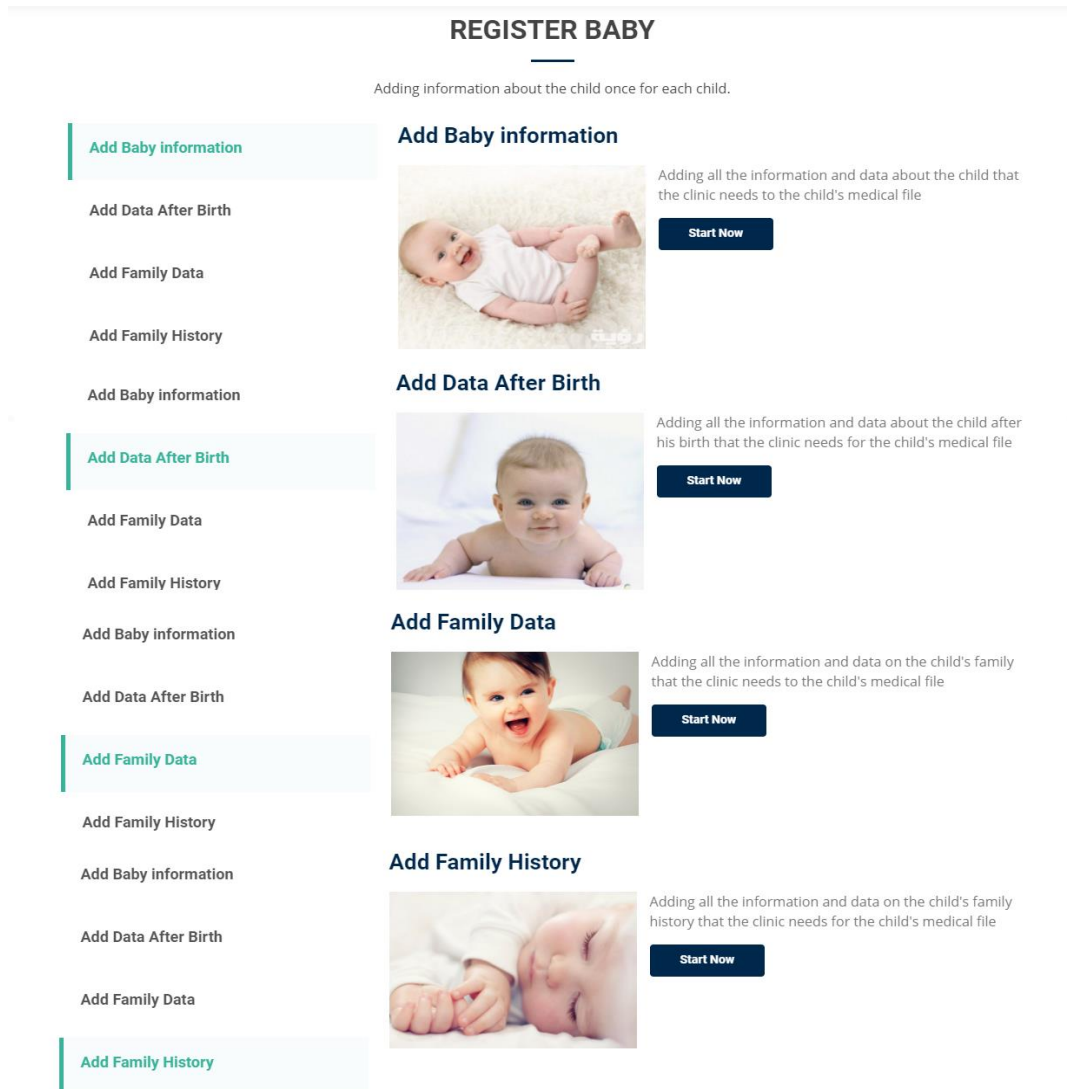 REGISTER BABY
Adding information about the child once for each child.
Add Baby information
Add Data After Birth
Add Family Data
Add Family History
Add Baby information
Adding all the information and data about the child that
the clinic needs to the child's medical file
Start Now
رؤية
Add Baby information
Add Data After Birth
Add Family Data
Add Family History
Add Data After Birth
Adding all the information and data about the child after
his birth that the clinic needs for the child's medical file
Start Now
Add Baby information
Add Data After Birth
Add Family Data
Add Family History
Add Family Data
Adding all the information and data on the child's family
that the clinic needs to the child's medical file
Start Now
Add Baby information
Add Data After Birth
Add Family Data
Add Family History
Add Family History
Adding all the information and data on the child's family
history that the clinic needs for the child's medical file
Start Now